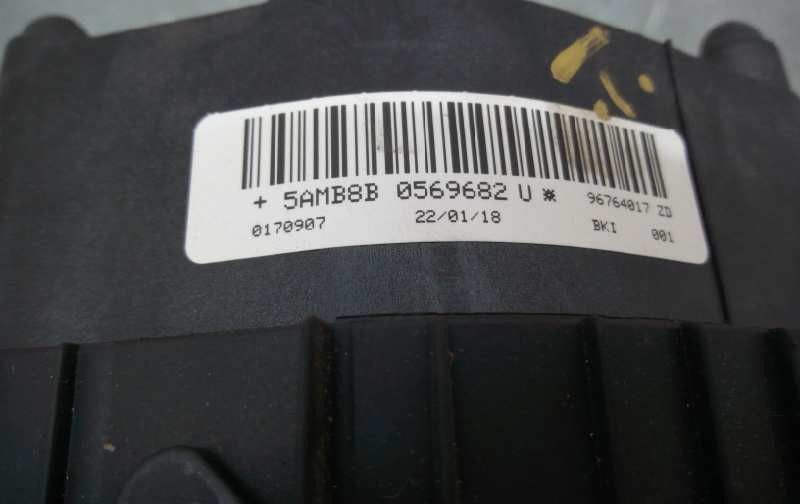 + 5AMB8B 0569682 U ⋇ 96764017 ZD
0170907 22/01/18 BKI 001